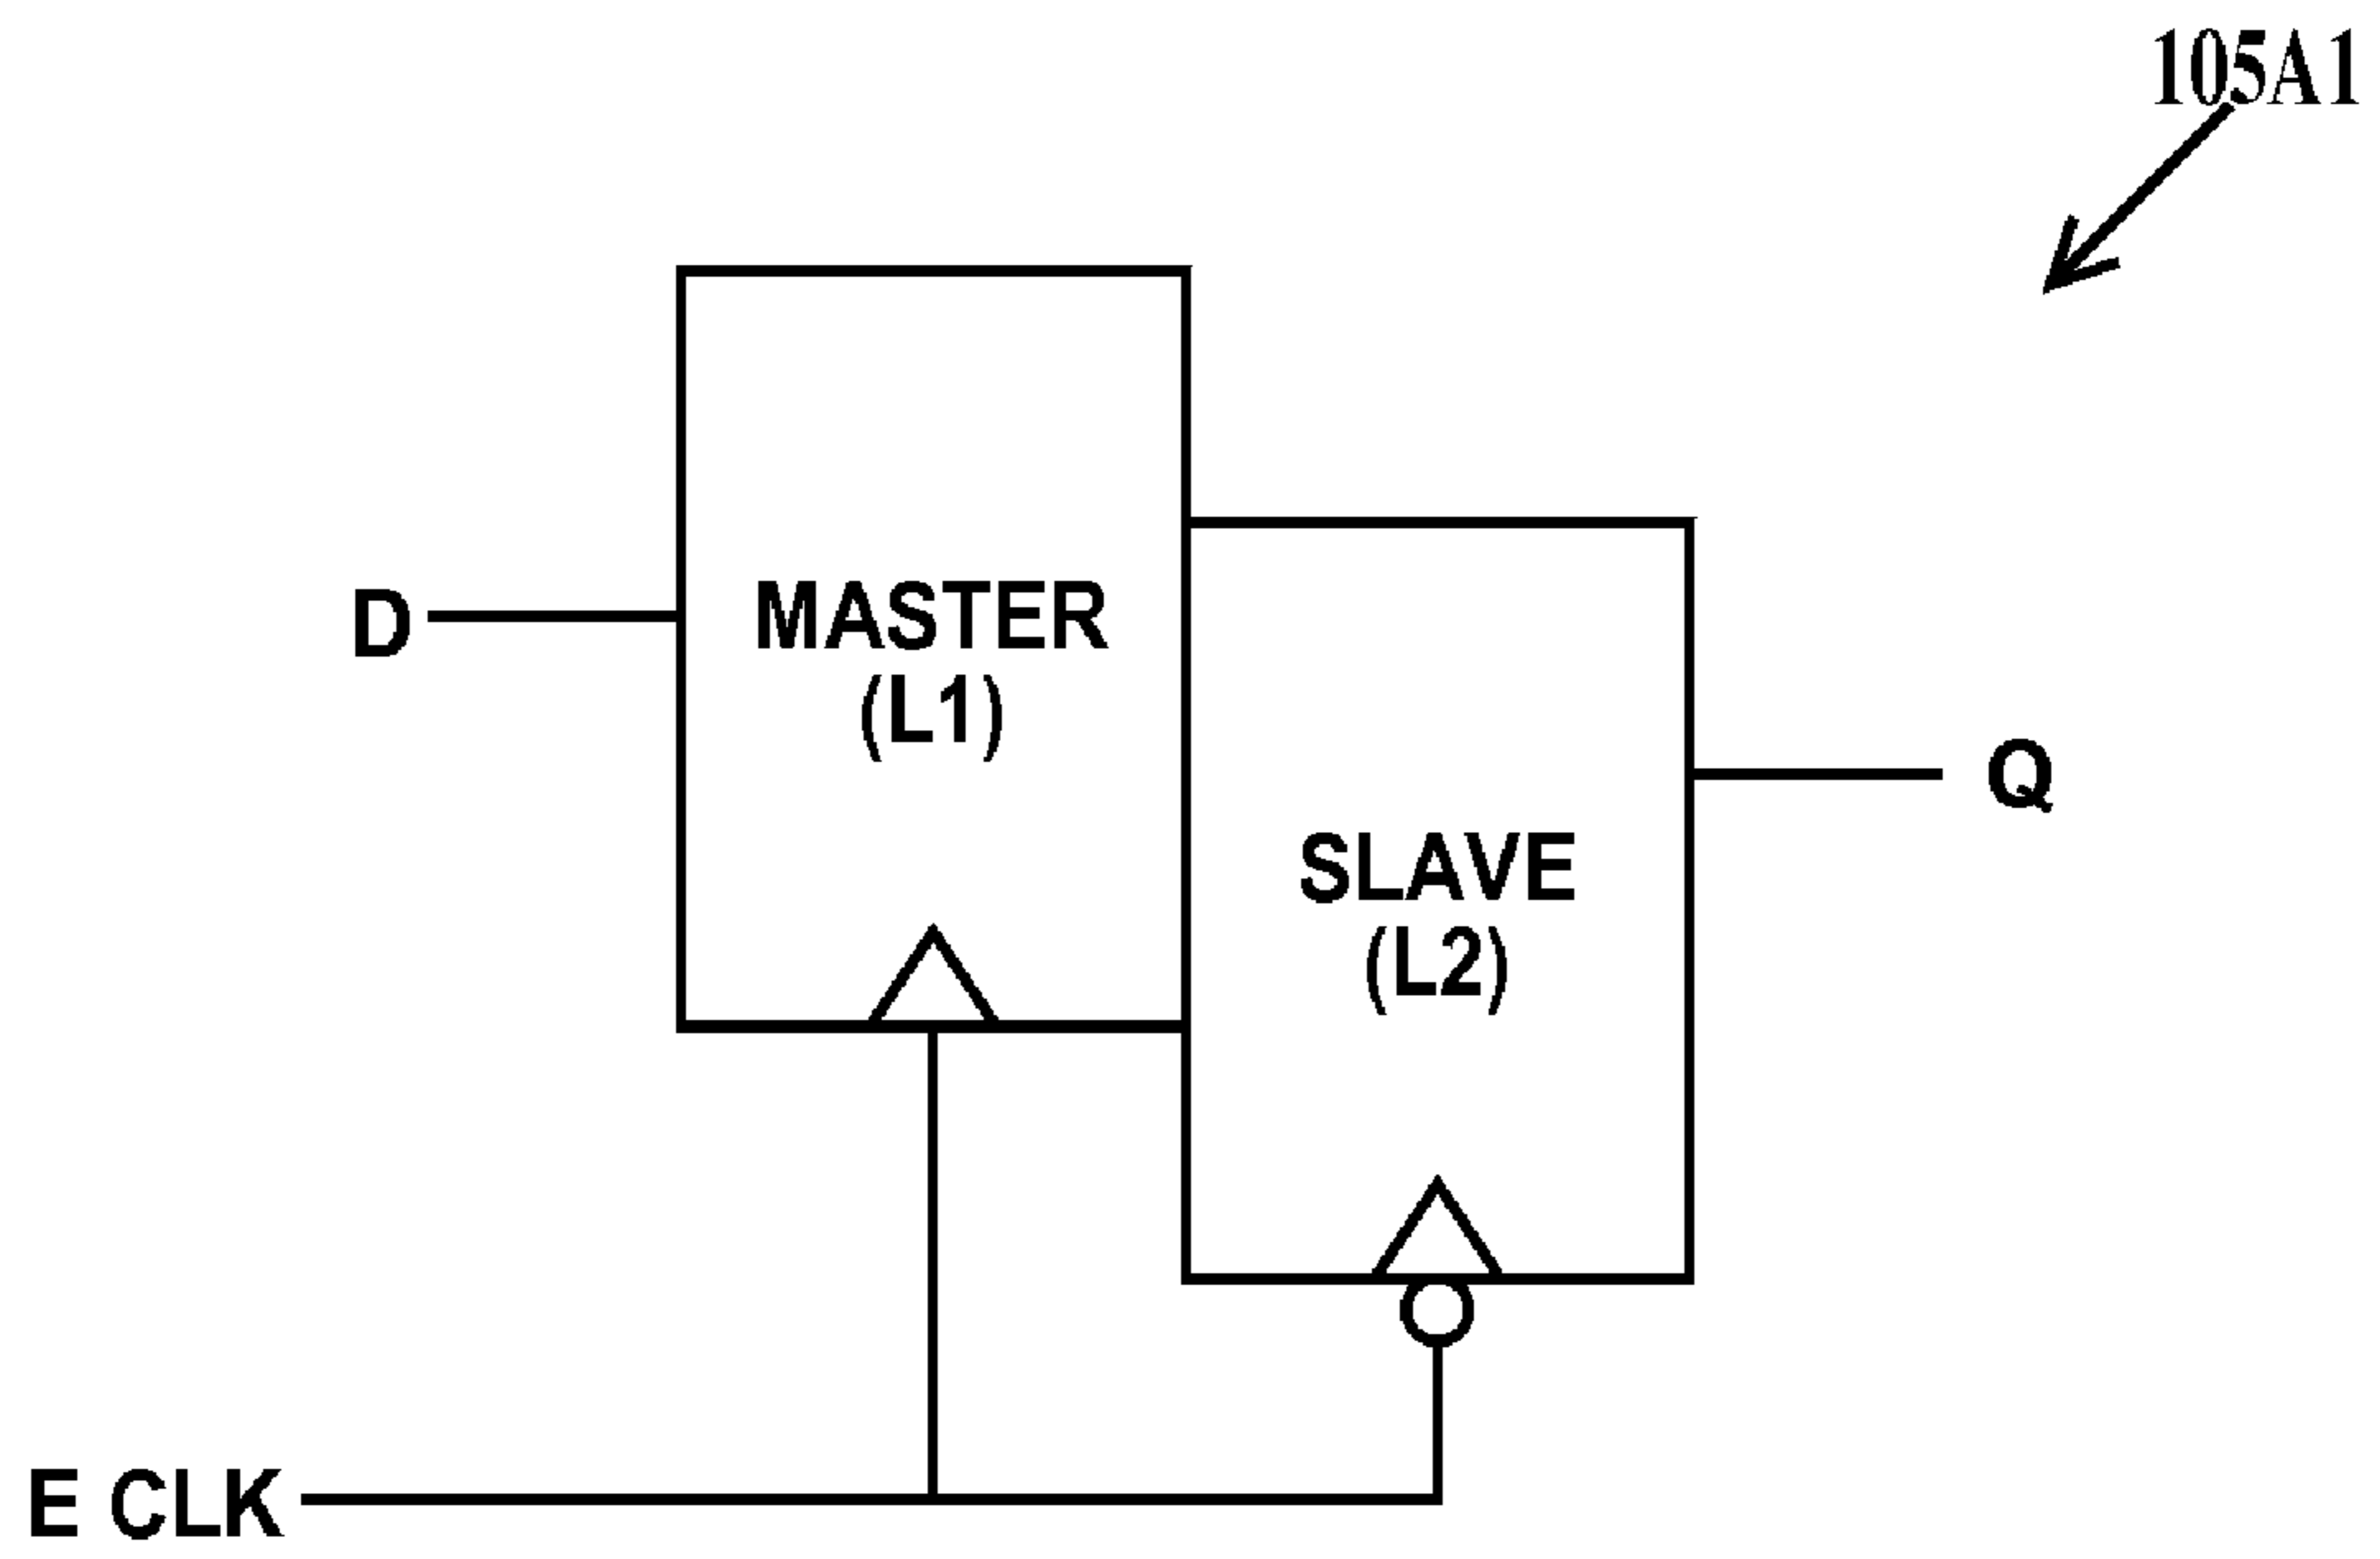 105A1
D
MASTER
(L1)
Q
SLAVE
(L2)
E CLK